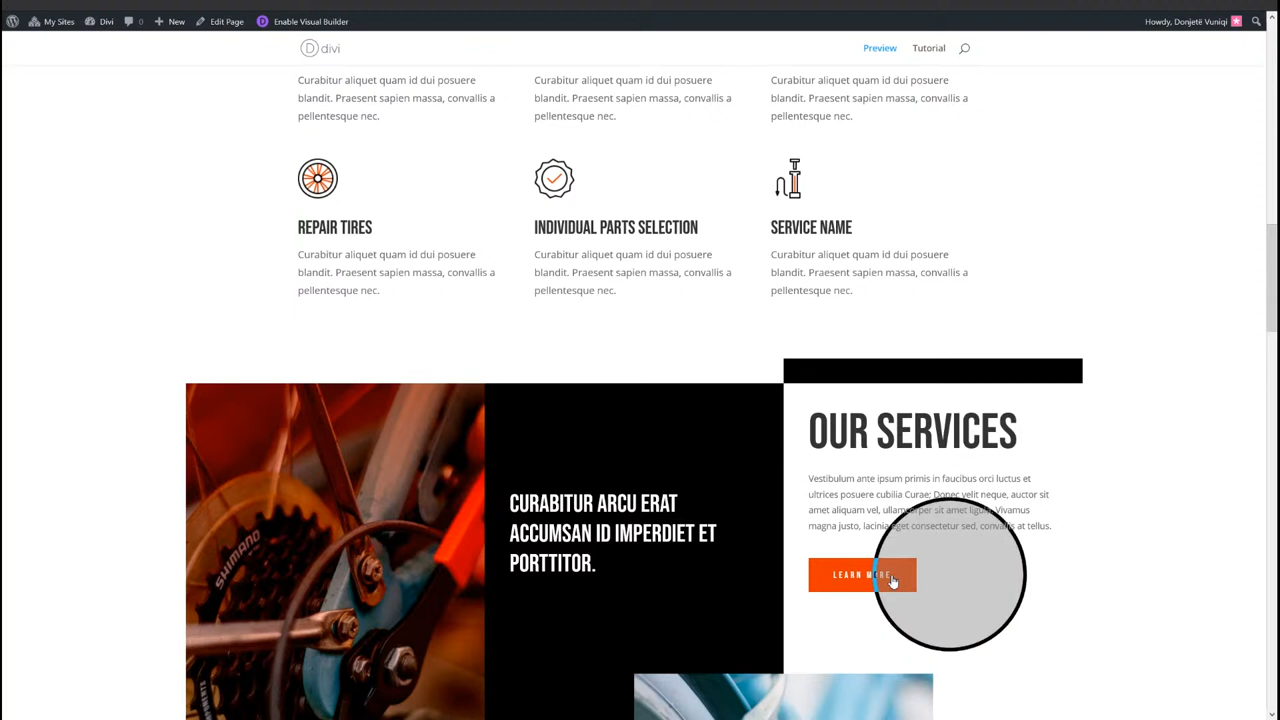 My Sites Divi 0 New Edit Page Enable Visual Builder Howdy, Donjetë Vuniqi
D divi Preview Tutorial
Curabitur aliquet quam id dui posuere
blandit. Praesent sapien massa, convallis a
pellentesque nec.
Curabitur aliquet quam id dui posuere
blandit. Praesent sapien massa, convallis a
pellentesque nec.
Curabitur aliquet quam id dui posuere
blandit. Praesent sapien massa, convallis a
pellentesque nec.
REPAIR TIRES
Curabitur aliquet quam id dui posuere
blandit. Praesent sapien massa, convallis a
pellentesque nec.
INDIVIDUAL PARTS SELECTION
Curabitur aliquet quam id dui posuere
blandit. Praesent sapien massa, convallis a
pellentesque nec.
SERVICE NAME
Curabitur aliquet quam id dui posuere
blandit. Praesent sapien massa, convallis a
pellentesque nec.
SHIMANO
CURABITUR ARCU ERAT
ACCUMSAN ID IMPERDIET ET
PORTTITOR.
OUR SERVICES
Vestibulum ante ipsum primis in faucibus orci luctus et
ultrices posuere cubilia Curae; Donec velit neque, auctor sit
amet aliquam vel, ullamcorper sit amet ligula. Vivamus
magna justo, lacinia eget consectetur sed, convallis at tellus.
LEARN MORE